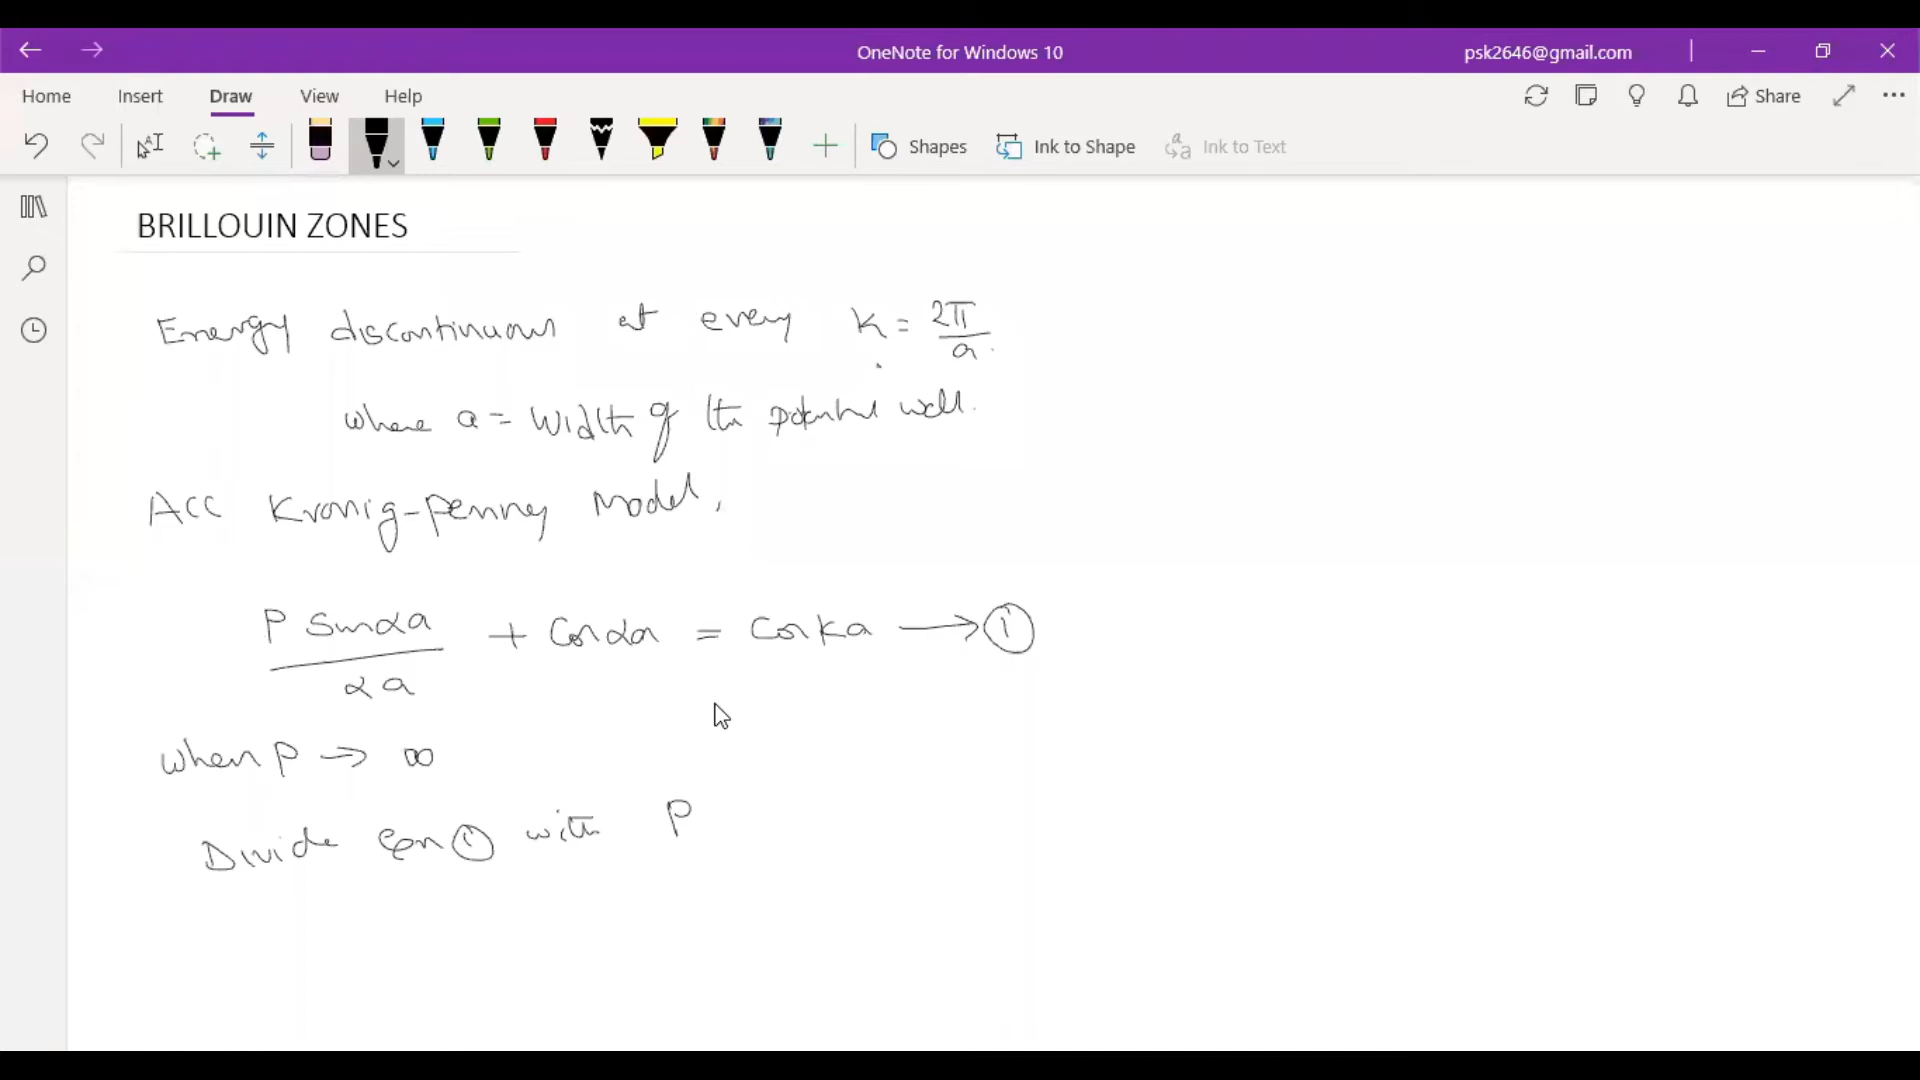 OneNote for Windows 10
psk2646@gmail.com
Home Insert Draw View Help
Share
Shapes Ink to Shape Ink to Text
BRILLOUIN ZONES
Energy discontinuous at every K = 2π/a.
where a = Width of the potential well.
Acc Kronig-penney Model,
P Sinαa/αa + Cosαa = Cos Ka → ①
when P → ∞
Divide Eqn ① with P